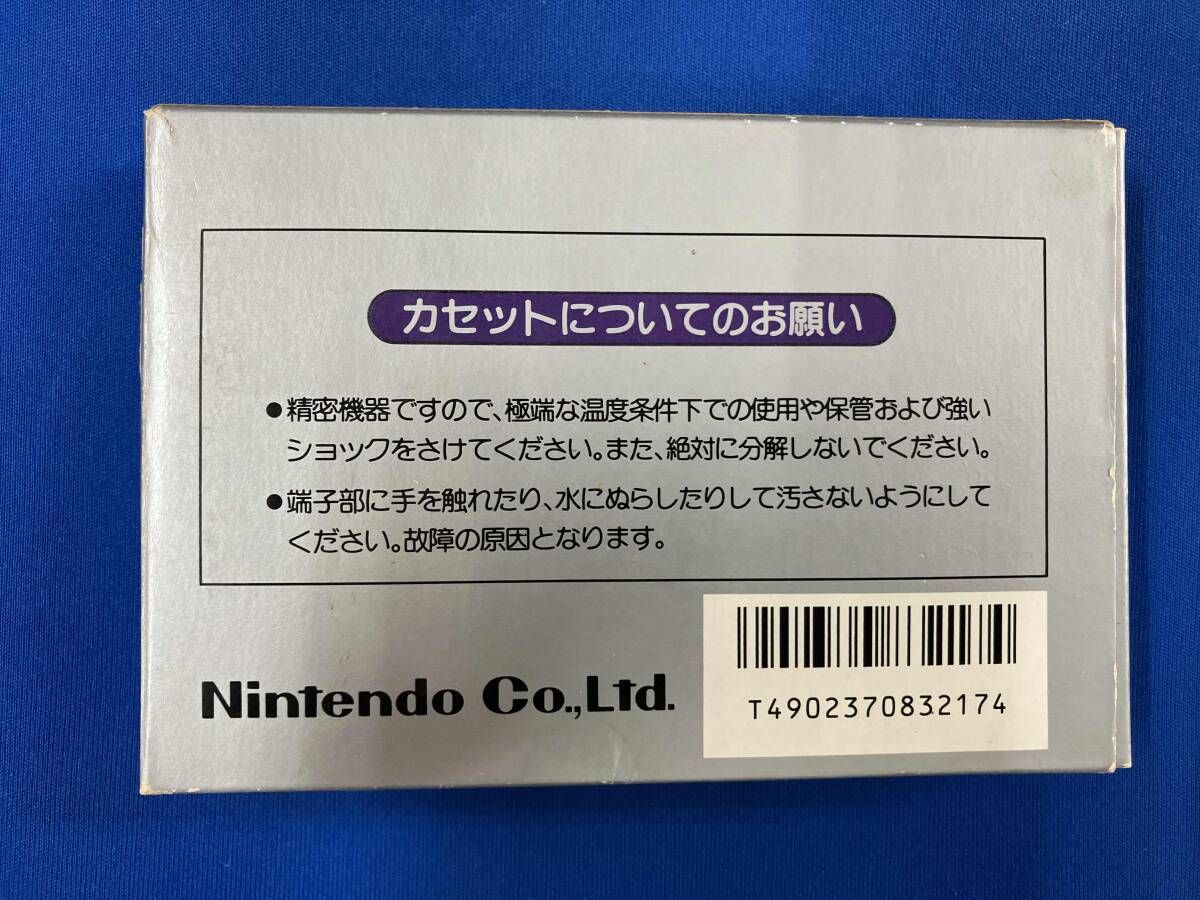 カセットについてのお願い
●精密機器ですので、極端な温度条件下での使用や保管および強い
ショックをさけてください。また、絶対に分解しないでください。
●端子部に手を触れたり、水にぬらしたりして汚さないようにして
ください。故障の原因となります。
Nintendo Co.,Ltd.
T4902370832174